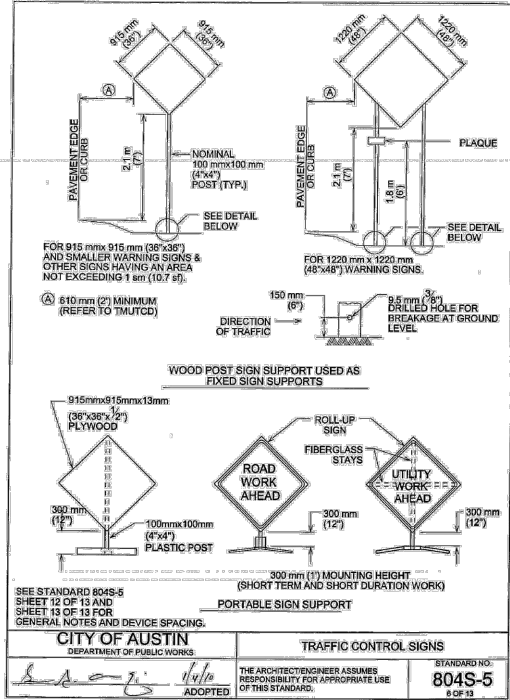 915 mm
(36")
915 mm
(36")
1220 mm
(48")
1220 mm
(48")
A
A
PAVEMENT EDGE
OR CURB
2.1 m
(7')
NOMINAL
100 mmx100 mm
(4"x4")
POST (TYP.)
SEE DETAIL
BELOW
PAVEMENT EDGE
OR CURB
2.1 m
(7')
1.8 m
(6')
PLAQUE
SEE DETAIL
BELOW
FOR 915 mmx 915 mm (36"x36")
AND SMALLER WARNING SIGNS &
OTHER SIGNS HAVING AN AREA
NOT EXCEEDING 1 sm (10.7 sf).
FOR 1220 mm x 1220 mm
(48"x48") WARNING SIGNS.
A 610 mm (2') MINIMUM
(REFER TO TMUTCD)
150 mm
(6")
DIRECTION
OF TRAFFIC
9.5 mm (3/8")
DRILLED HOLE FOR
BREAKAGE AT GROUND
LEVEL
WOOD POST SIGN SUPPORT USED AS
FIXED SIGN SUPPORTS
915mmx915mmx13mm
(36"x36"x1/2")
PLYWOOD
300 mm
(12")
100mmx100mm
(4"x4")
PLASTIC POST
ROLL-UP
SIGN
FIBERGLASS
STAYS
ROAD
WORK
AHEAD
UTILITY
WORK
AHEAD
300 mm
(12")
300 mm
(12")
300 mm (1') MOUNTING HEIGHT
(SHORT TERM AND SHORT DURATION WORK)
PORTABLE SIGN SUPPORT
SEE STANDARD 804S-5
SHEET 12 OF 13 AND
SHEET 13 OF 13 FOR
GENERAL NOTES AND DEVICE SPACING.
CITY OF AUSTIN
DEPARTMENT OF PUBLIC WORKS
TRAFFIC CONTROL SIGNS
1/4/10
ADOPTED
THE ARCHITECT/ENGINEER ASSUMES
RESPONSIBILITY FOR APPROPRIATE USE
OF THIS STANDARD.
STANDARD NO.
804S-5
6 OF 13